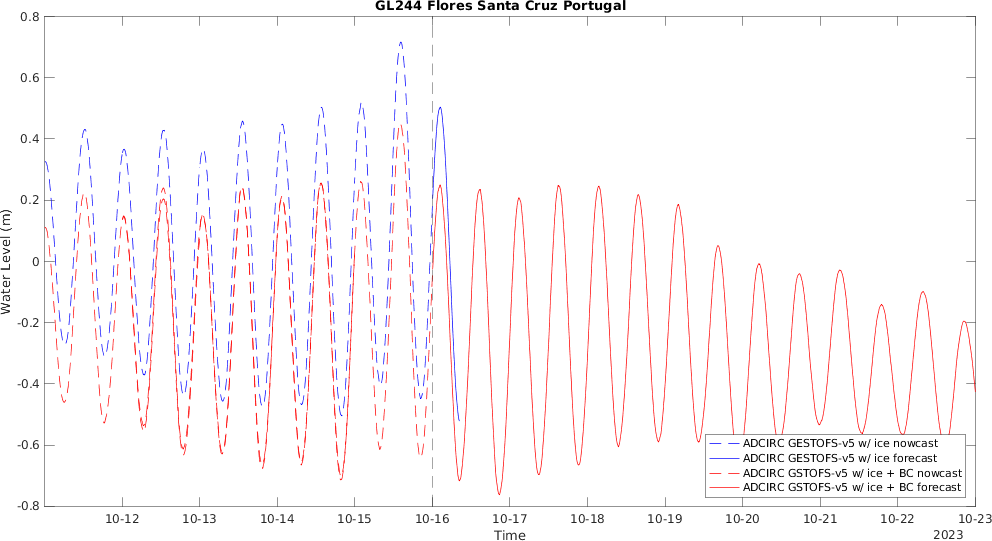 GL244 Flores Santa Cruz Portugal
0.8
0.6
0.4
0.2
0
-0.2
-0.4
-0.6
-0.8
Water Level (m)
ADCIRC GESTOFS-v5 w/ ice nowcast
ADCIRC GESTOFS-v5 w/ ice forecast
ADCIRC GSTOFS-v5 w/ ice + BC nowcast
ADCIRC GSTOFS-v5 w/ ice + BC forecast
10-12 10-13 10-14 10-15 10-16 10-17 10-18 10-19 10-20 10-21 10-22 10-23
Time
2023